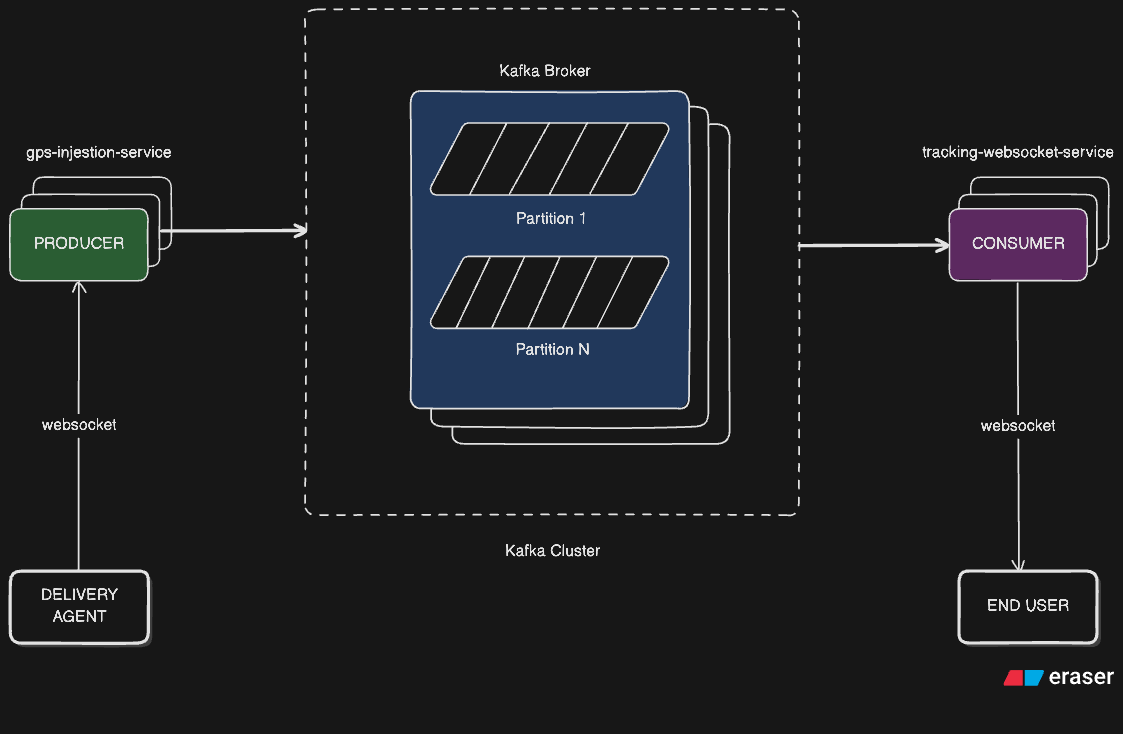 Kafka Broker
gps-injestion-service
tracking-websocket-service
PRODUCER
Partition 1
CONSUMER
Partition N
websocket
websocket
Kafka Cluster
DELIVERY
AGENT
END USER
eraser